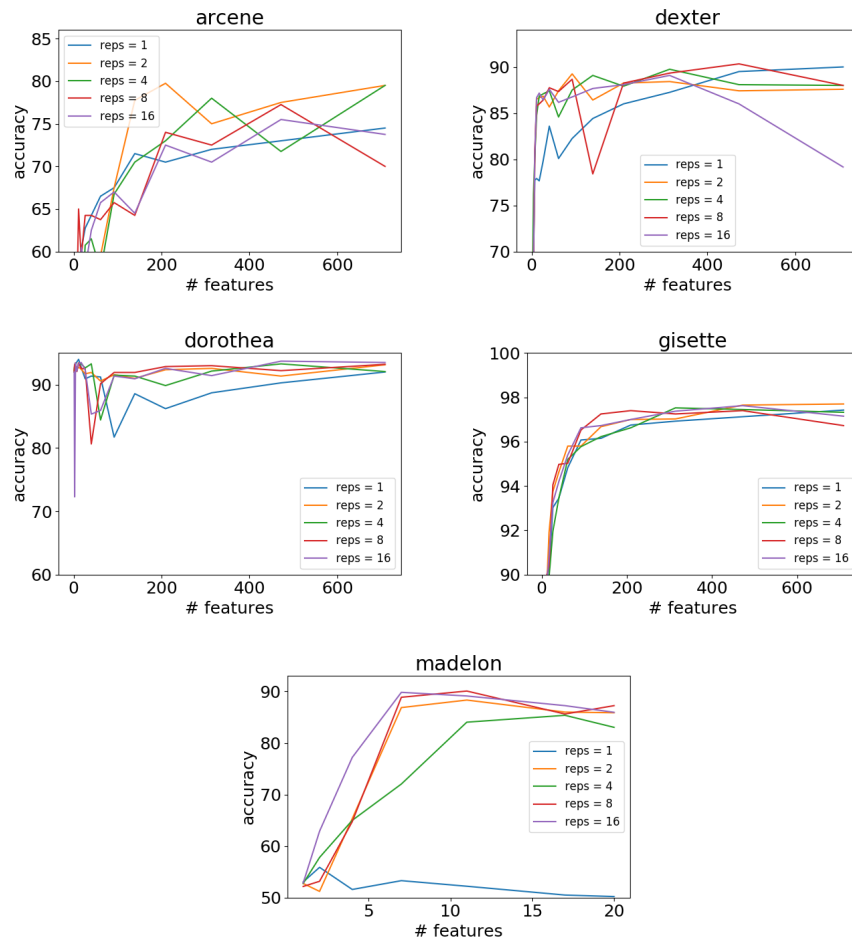 arcene
accuracy
85
80
75
70
65
60
reps = 1
reps = 2
reps = 4
reps = 8
reps = 16
0 200 400 600
# features
dexter
accuracy
90
85
80
75
70
reps = 1
reps = 2
reps = 4
reps = 8
reps = 16
0 200 400 600
# features
dorothea
accuracy
90
80
70
60
reps = 1
reps = 2
reps = 4
reps = 8
reps = 16
0 200 400 600
# features
gisette
accuracy
100
98
96
94
92
90
reps = 1
reps = 2
reps = 4
reps = 8
reps = 16
0 200 400 600
# features
madelon
accuracy
90
80
70
60
50
reps = 1
reps = 2
reps = 4
reps = 8
reps = 16
5 10 15 20
# features